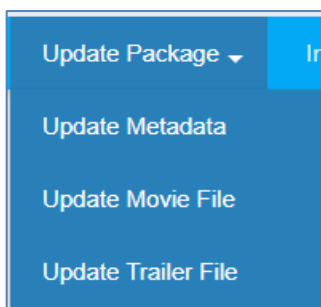 Update Package
Update Metadata
Update Movie File
Update Trailer File